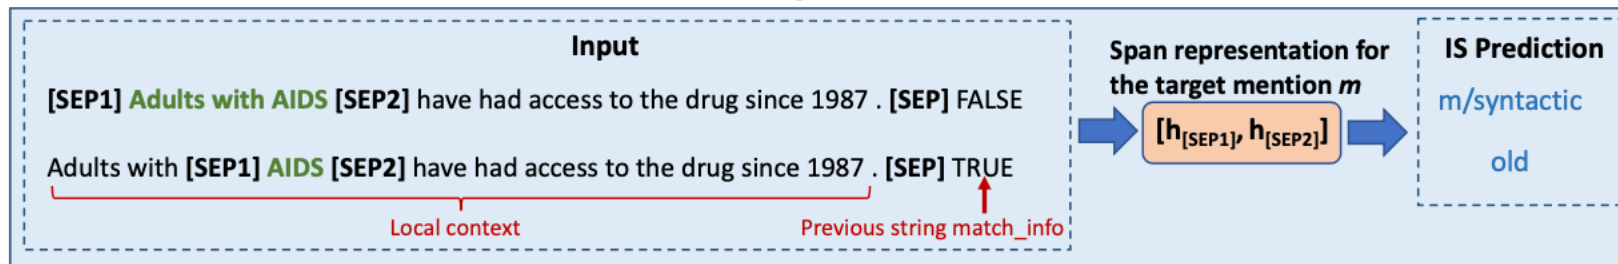 Input
[SEP1] Adults with AIDS [SEP2] have had access to the drug since 1987 . [SEP] FALSE
Adults with [SEP1] AIDS [SEP2] have had access to the drug since 1987 . [SEP] TRUE
Local context
Previous string match_info
Span representation for
the target mention m
[h[SEP1], h[SEP2]]
IS Prediction
m/syntactic
old